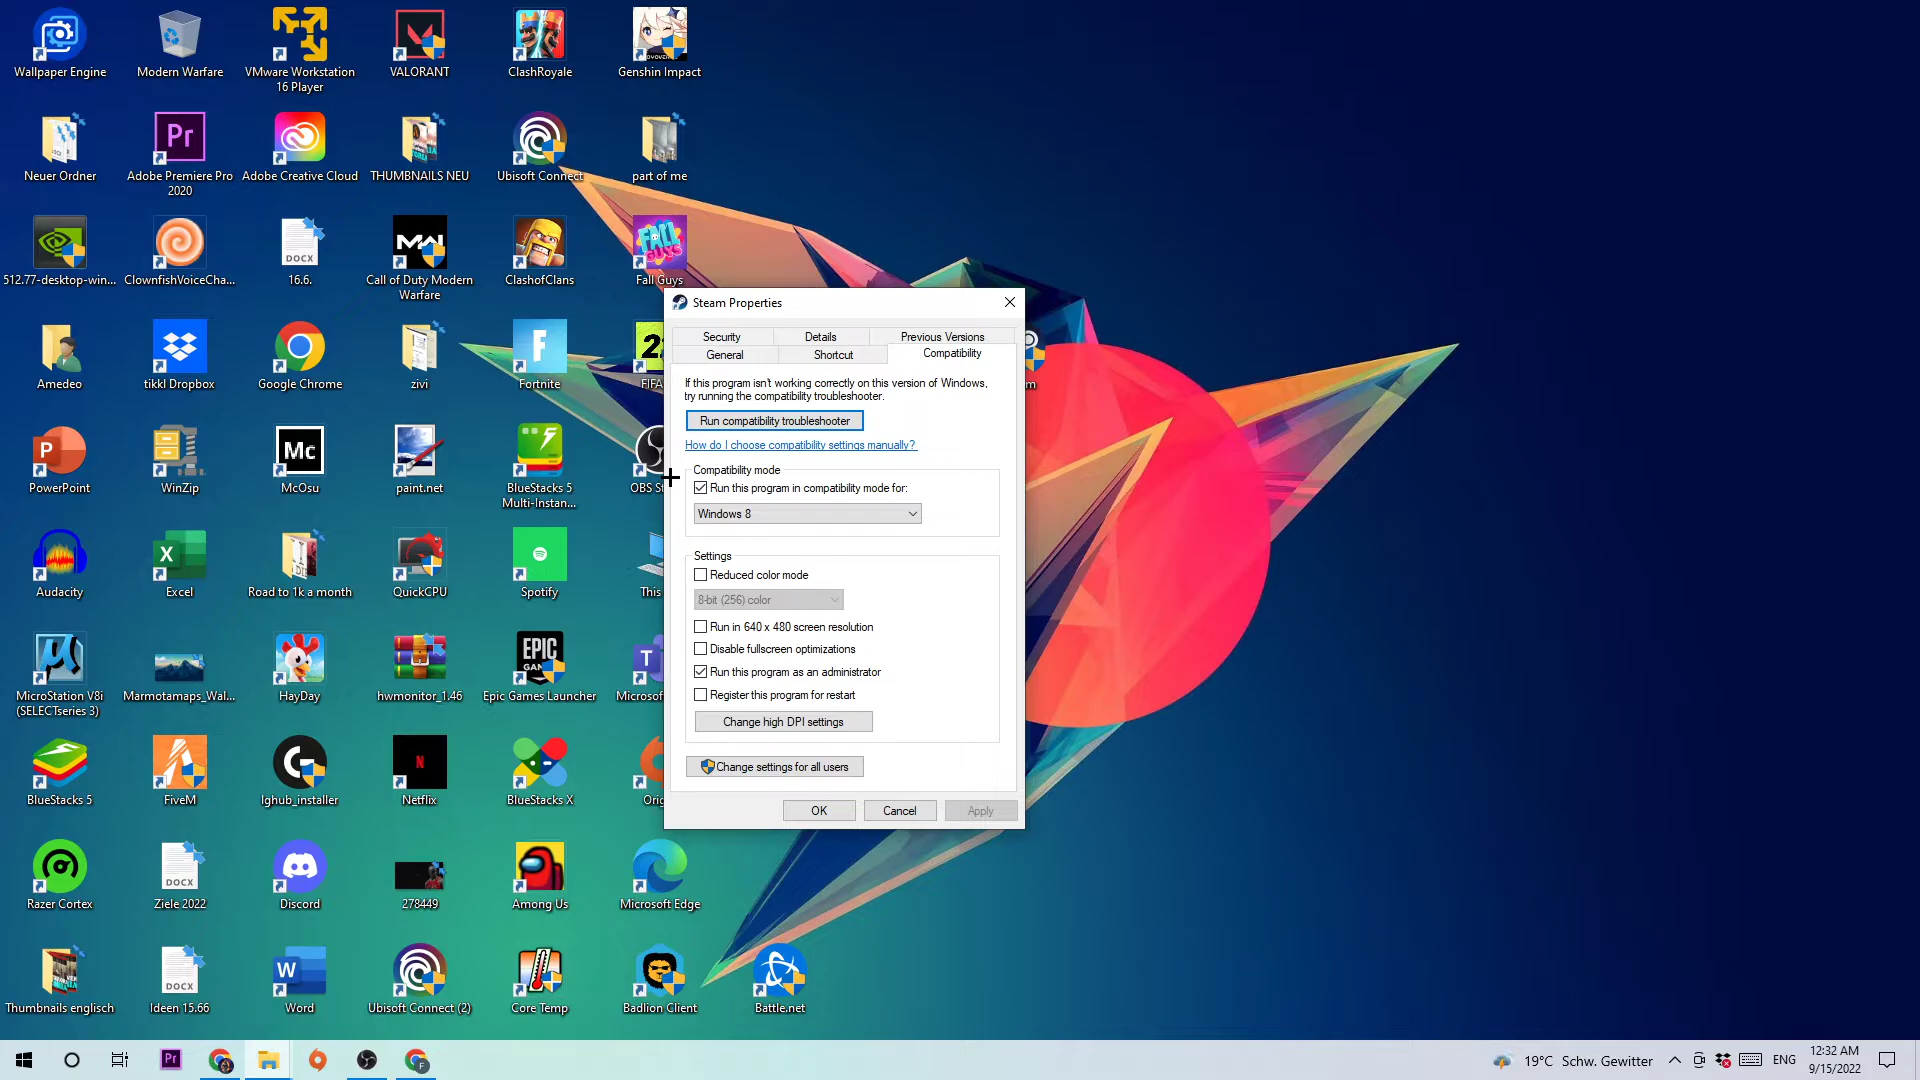 Wallpaper Engine
Modern Warfare
VMware Workstation
16 Player
VALORANT
ClashRoyale
Genshin Impact
Neuer Ordner
Pr
Adobe Premiere Pro
2020
Adobe Creative Cloud
THUMBNAILS NEU
Ubisoft Connect
part of me
512.77-desktop-win...
ClownfishVoiceCha...
DOCX
16.6.
MW
Call of Duty Modern
Warfare
ClashofClans
FALL GUYS
Fall Guys
Amedeo
tikkl Dropbox
Google Chrome
zivi
Fortnite
FIFA
PowerPoint
WinZip
Mc
McOsu
paint.net
BlueStacks 5
Multi-Instan...
OBS St
Audacity
Excel
Road to 1k a month
QuickCPU
Spotify
This
MicroStation V8i
(SELECTseries 3)
Marmotamaps_Wal...
HayDay
hwmonitor_1.46
EPIC
Epic Games Launcher
Microsof
BlueStacks 5
FiveM
lghub_installer
N
Netflix
BlueStacks X
Orig
Razer Cortex
DOCX
Ziele 2022
Discord
278449
Among Us
Microsoft Edge
Thumbnails englisch
DOCX
Ideen 15.66
W
Word
Ubisoft Connect (2)
Core Temp
Badlion Client
Battle.net
Steam Properties
Security
Details
Previous Versions
General
Shortcut
Compatibility
If this program isn't working correctly on this version of Windows,
try running the compatibility troubleshooter.
Run compatibility troubleshooter
How do I choose compatibility settings manually?
Compatibility mode
Run this program in compatibility mode for:
Windows 8
Settings
Reduced color mode
8-bit (256) color
Run in 640 x 480 screen resolution
Disable fullscreen optimizations
Run this program as an administrator
Register this program for restart
Change high DPI settings
Change settings for all users
OK
Cancel
Apply
Pr
19°C Schw. Gewitter
ENG
12:32 AM
9/15/2022